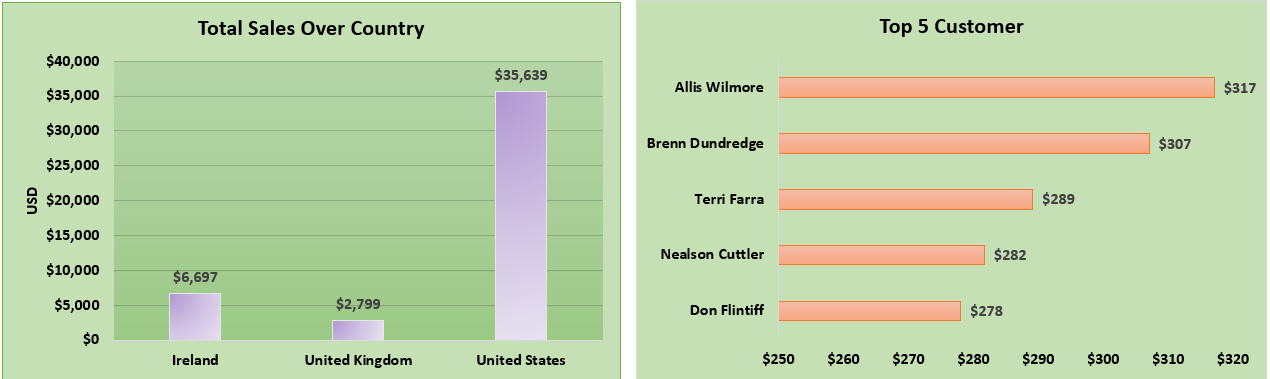 Total Sales Over Country
USD
$40,000
$35,000
$30,000
$25,000
$20,000
$15,000
$10,000
$5,000
$0
$6,697
$2,799
$35,639
Ireland
United Kingdom
United States
Top 5 Customer
Allis Wilmore
$317
Brenn Dundredge
$307
Terri Farra
$289
Nealson Cuttler
$282
Don Flintiff
$278
$250
$260
$270
$280
$290
$300
$310
$320